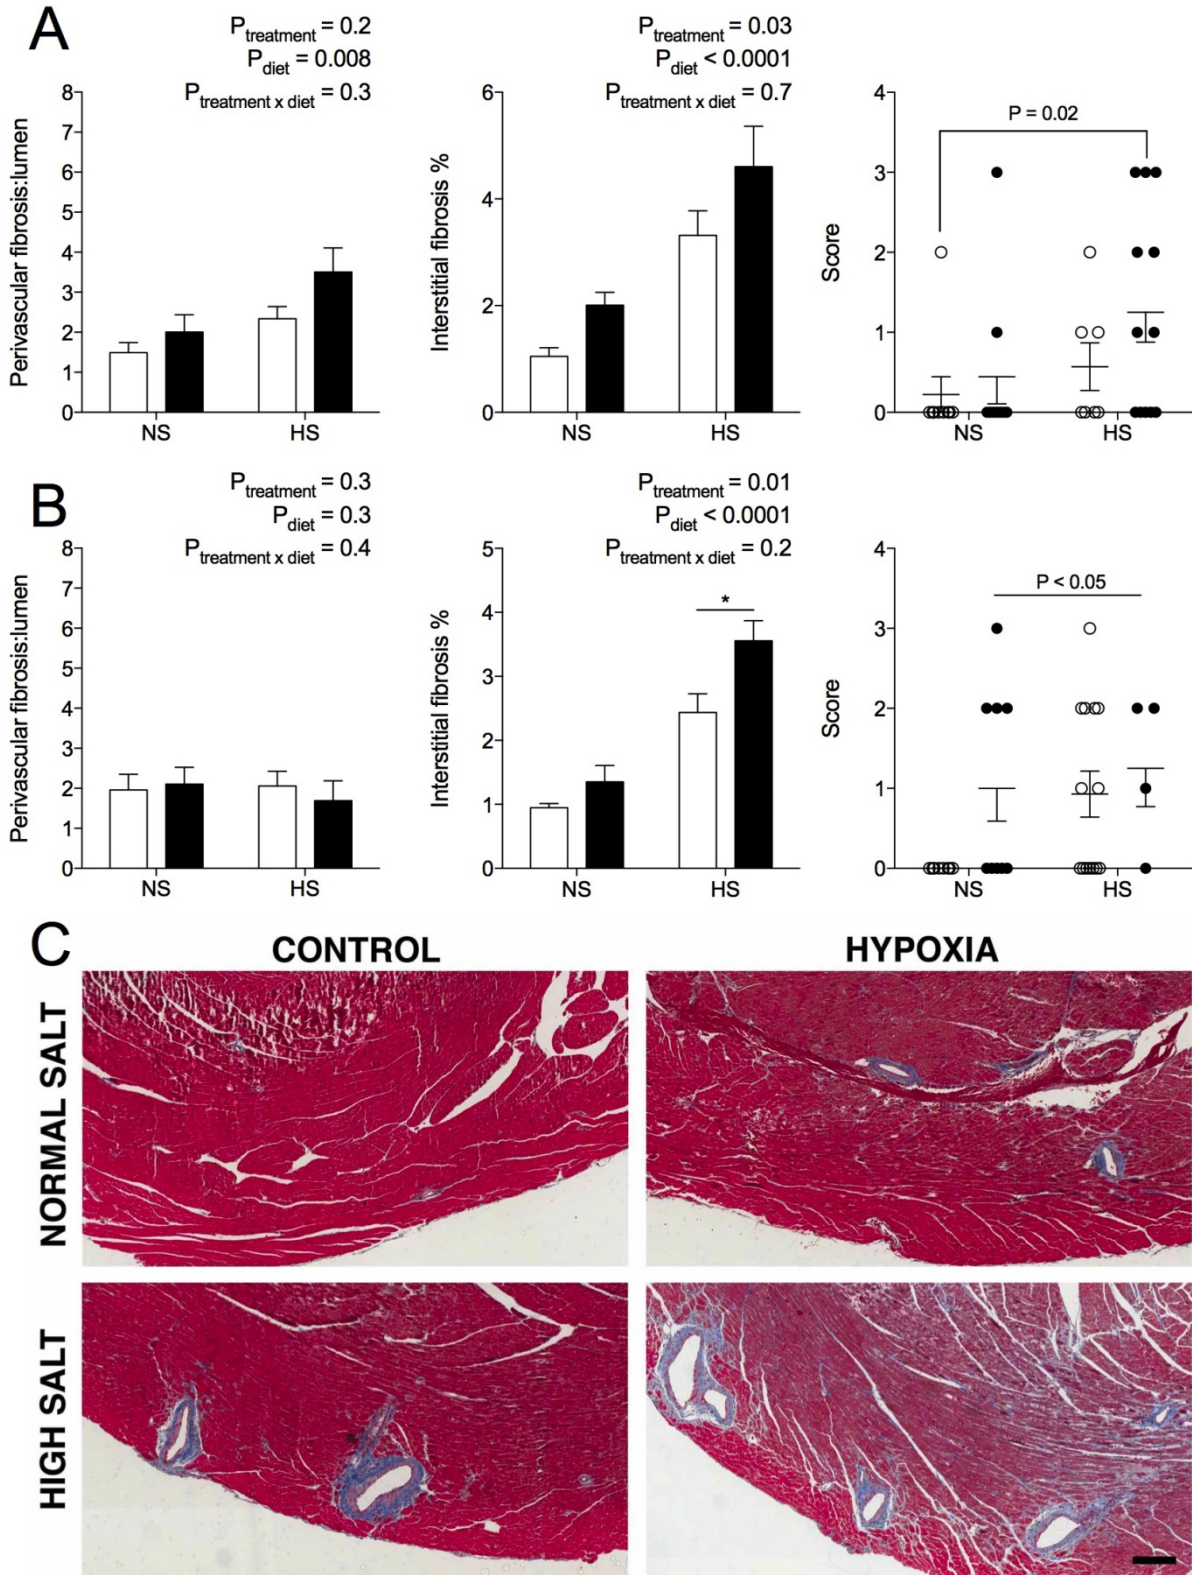 A
P treatment = 0.2
P diet = 0.008
P treatment x diet = 0.3
Perivascular fibrosis:lumen
8
7
6
5
4
3
2
1
0
NS HS
P treatment = 0.03
P diet < 0.0001
P treatment x diet = 0.7
Interstitial fibrosis %
6
4
2
0
NS HS
P = 0.02
Score
4
3
2
1
0
NS HS
B
P treatment = 0.3
P diet = 0.3
P treatment x diet = 0.4
Perivascular fibrosis:lumen
8
7
6
5
4
3
2
1
0
NS HS
P treatment = 0.01
P diet < 0.0001
P treatment x diet = 0.2
Interstitial fibrosis %
5
4
3
2
1
0
*
NS HS
P < 0.05
Score
4
3
2
1
0
NS HS
C
CONTROL HYPOXIA
NORMAL SALT
HIGH SALT